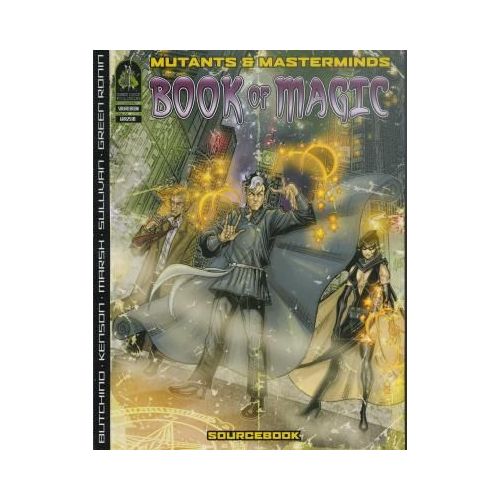 MUTANTS & MASTERMINDS
BOOK OF MAGIC
BUTCHINO · KENSON · MARSH · SULLIVAN · GREEN RONIN
SOURCEBOOK